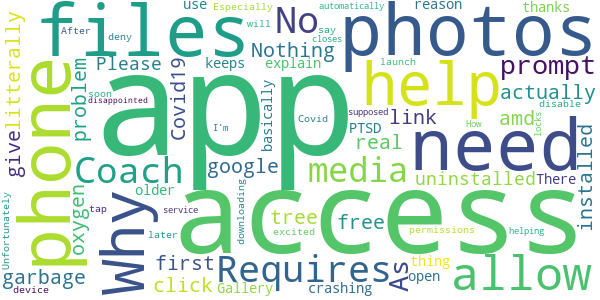 files
photos
No
deny
Especially
After
will
use
automatically
say
closes
reason
thanks
Nothing
launch
Please
keeps
explain
prompt
help
actually
litterally
phone
app
problem
Covid19
soon
disappointed
basically
I'm
Covid
supposed
How
disable
locks
give
link
amd
PTSD
need
real
There
Coach
google
media
uninstalled
installed
oxygen
Why
access
older
tree
free
tap
service
Unfortunately
downloading
later
excited
permissions
helping
As
thing
first
Requires
allow
garbage
click
open
device
Gallery
crashing